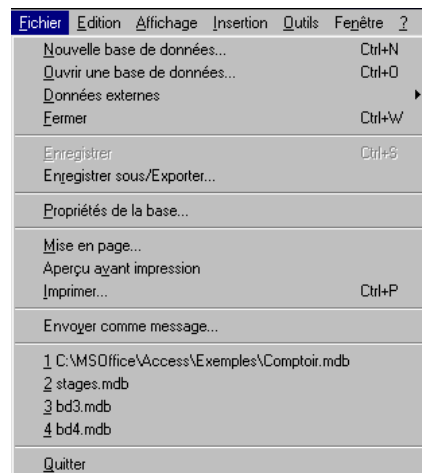 Fichier Edition Affichage Insertion Outils Fenêtre ?
Nouvelle base de données... Ctrl+N
Ouvrir une base de données... Ctrl+O
Données externes
Fermer Ctrl+W
Enregistrer Ctrl+S
Enregistrer sous/Exporter...
Propriétés de la base...
Mise en page...
Aperçu avant impression
Imprimer... Ctrl+P
Envoyer comme message...
1 C:\MSOffice\Access\Exemples\Comptoir.mdb
2 stages.mdb
3 bd3.mdb
4 bd4.mdb
Quitter